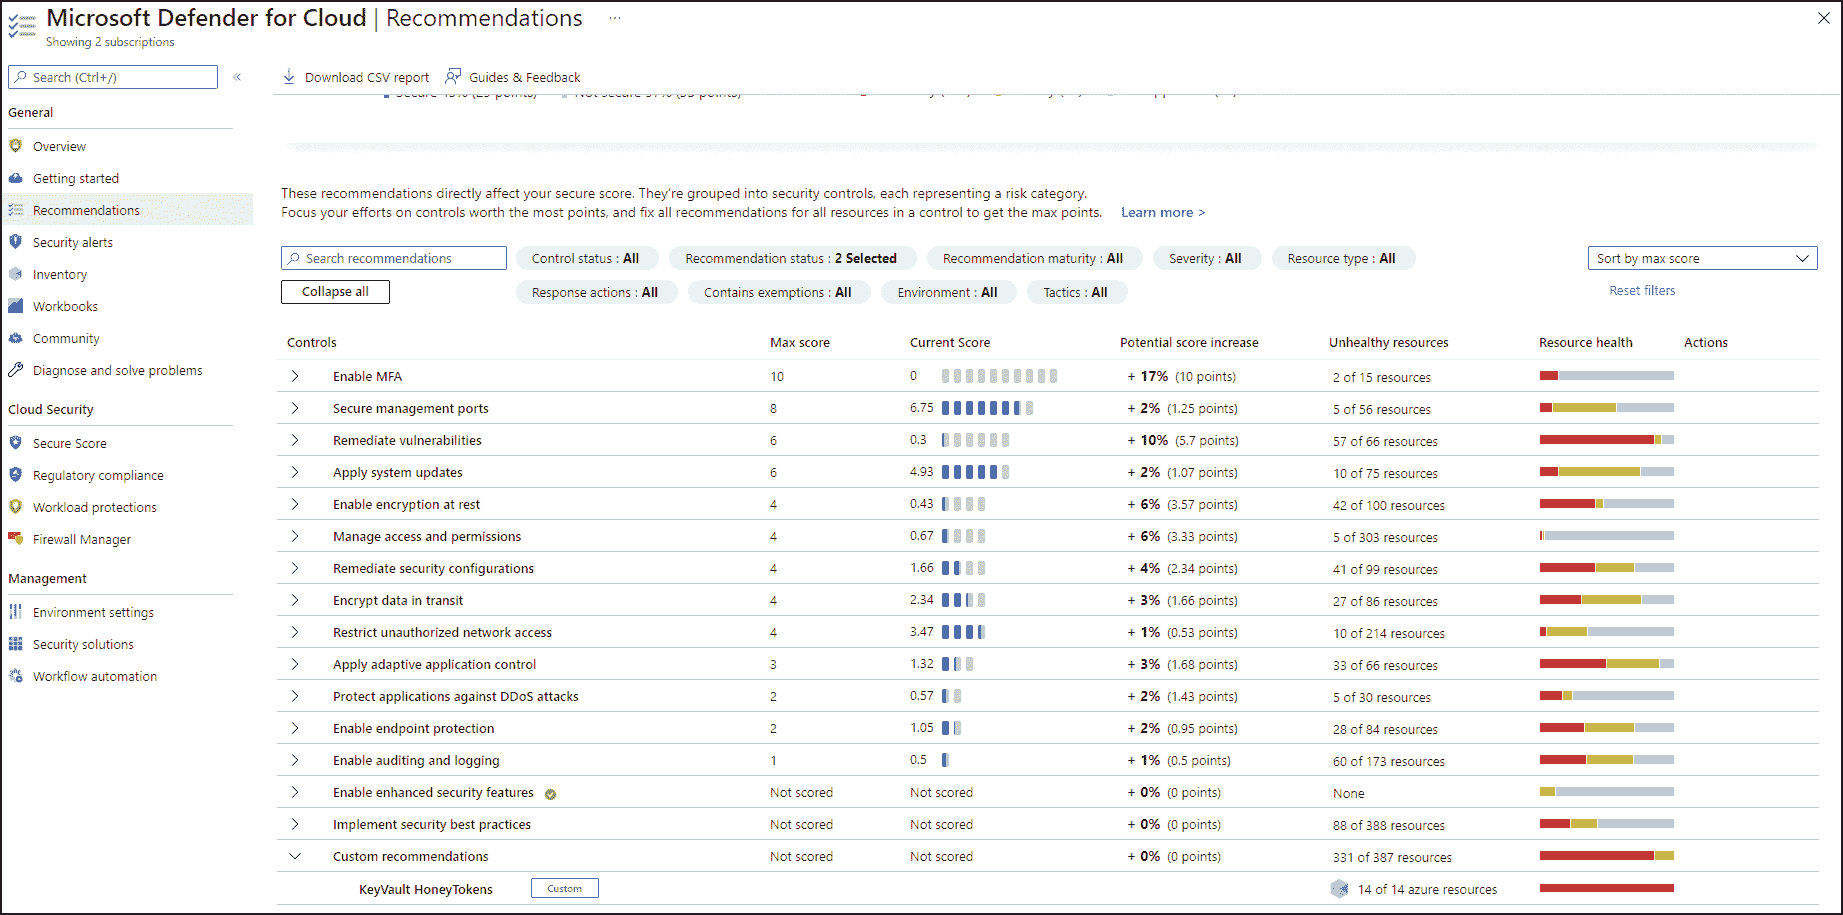 Microsoft Defender for Cloud | Recommendations ...
Showing 2 subscriptions
Search (Ctrl+/) «
Download CSV report Guides & Feedback
General
Overview
Getting started
Recommendations
Security alerts
Inventory
Workbooks
Community
Diagnose and solve problems
Cloud Security
Secure Score
Regulatory compliance
Workload protections
Firewall Manager
Management
Environment settings
Security solutions
Workflow automation
These recommendations directly affect your secure score. They're grouped into security controls, each representing a risk category.
Focus your efforts on controls worth the most points, and fix all recommendations for all resources in a control to get the max points. Learn more >
Search recommendations Control status : All Recommendation status : 2 Selected Recommendation maturity : All Severity : All Resource type : All Sort by max score
Collapse all Response actions : All Contains exemptions : All Environment : All Tactics : All Reset filters
Controls Max score Current Score Potential score increase Unhealthy resources Resource health Actions
Enable MFA 10 0 + 17% (10 points) 2 of 15 resources
Secure management ports 8 6.75 + 2% (1.25 points) 5 of 56 resources
Remediate vulnerabilities 6 0.3 + 10% (5.7 points) 57 of 66 resources
Apply system updates 6 4.93 + 2% (1.07 points) 10 of 75 resources
Enable encryption at rest 4 0.43 + 6% (3.57 points) 42 of 100 resources
Manage access and permissions 4 0.67 + 6% (3.33 points) 5 of 303 resources
Remediate security configurations 4 1.66 + 4% (2.34 points) 41 of 99 resources
Encrypt data in transit 4 2.34 + 3% (1.66 points) 27 of 86 resources
Restrict unauthorized network access 4 3.47 + 1% (0.53 points) 10 of 214 resources
Apply adaptive application control 3 1.32 + 3% (1.68 points) 33 of 66 resources
Protect applications against DDoS attacks 2 0.57 + 2% (1.43 points) 5 of 30 resources
Enable endpoint protection 2 1.05 + 2% (0.95 points) 28 of 84 resources
Enable auditing and logging 1 0.5 + 1% (0.5 points) 60 of 173 resources
Enable enhanced security features Not scored Not scored + 0% (0 points) None
Implement security best practices Not scored Not scored + 0% (0 points) 88 of 388 resources
Custom recommendations Not scored Not scored + 0% (0 points) 331 of 387 resources
KeyVault HoneyTokens Custom 14 of 14 azure resources